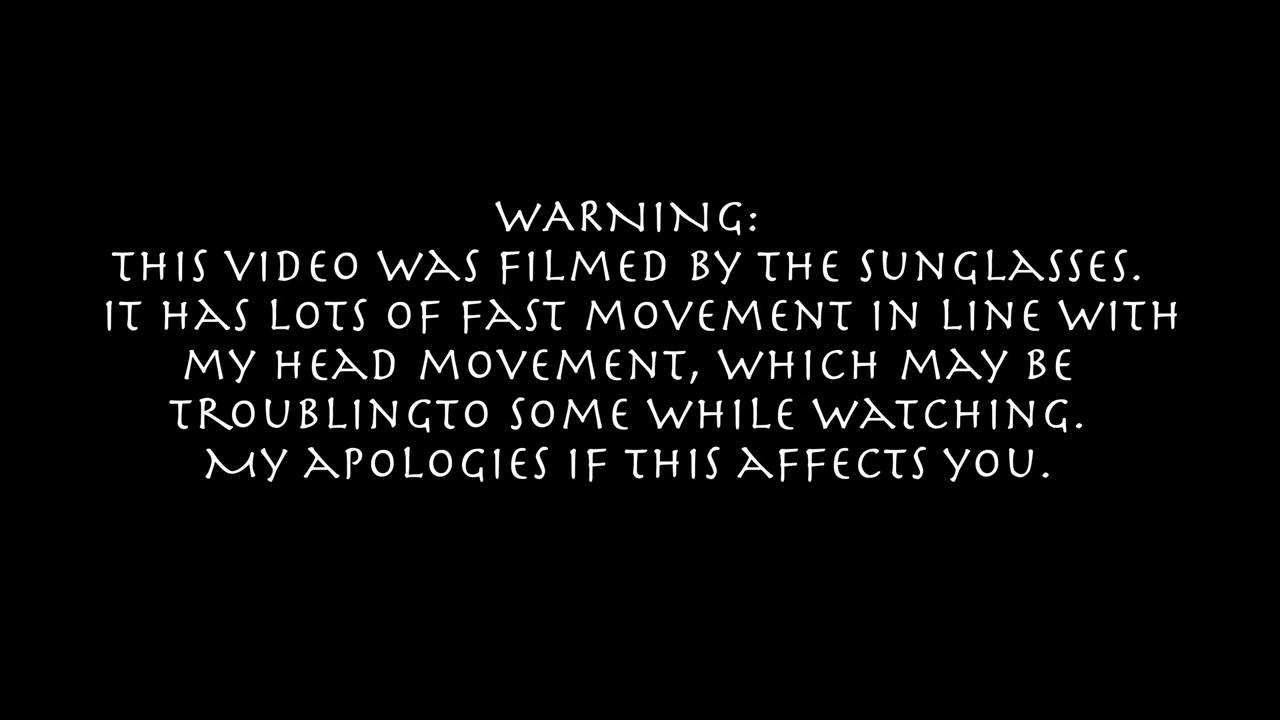 WARNING:
THIS VIDEO WAS FILMED BY THE SUNGLASSES.
IT HAS LOTS OF FAST MOVEMENT IN LINE WITH
MY HEAD MOVEMENT, WHICH MAY BE
TROUBLINGTO SOME WHILE WATCHING.
MY APOLOGIES IF THIS AFFECTS YOU.